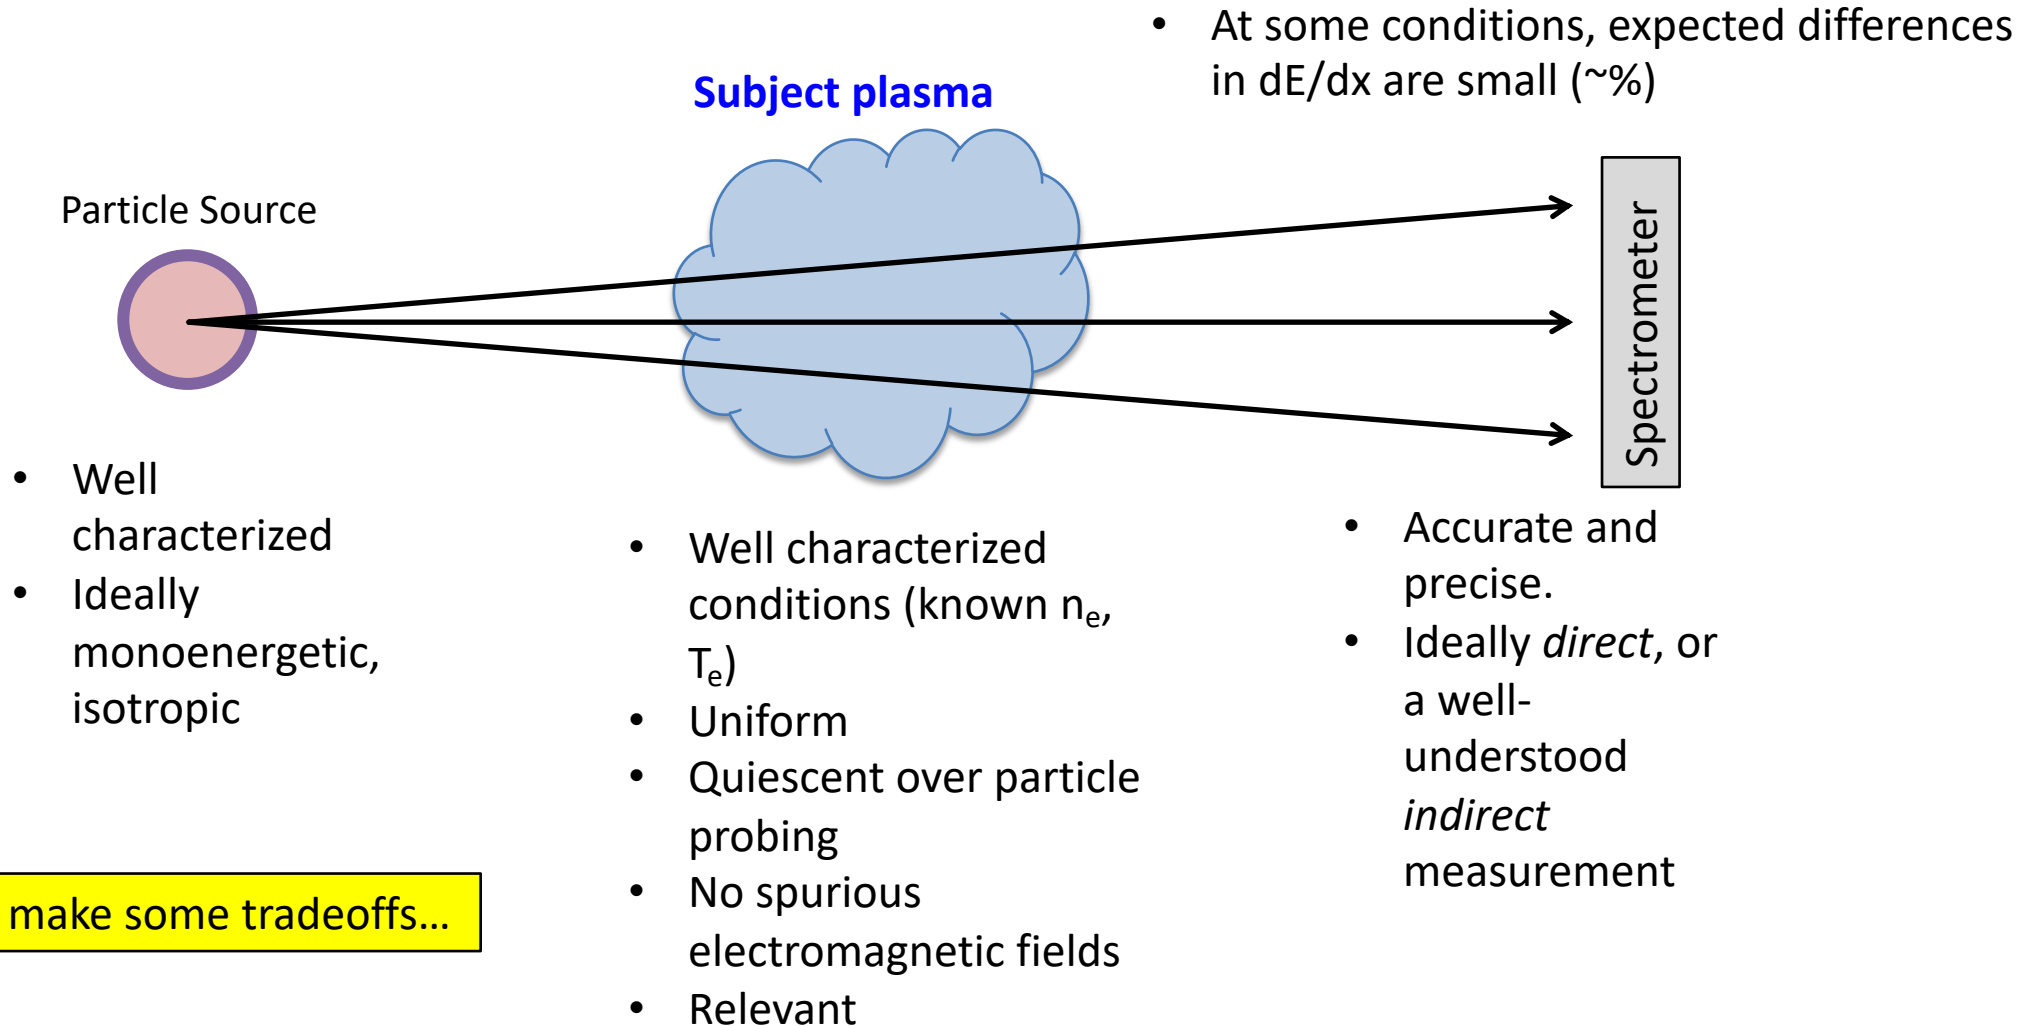 • At some conditions, expected differences
in dE/dx are small (~%)
Subject plasma
Particle Source
Spectrometer
• Well
characterized
• Ideally
monoenergetic,
isotropic
• Well characterized
conditions (known nₑ,
Tₑ)
• Uniform
• Quiescent over particle
probing
• No spurious
electromagnetic fields
• Relevant
• Accurate and
precise.
• Ideally direct, or
a well-
understood
indirect
measurement
make some tradeoffs...